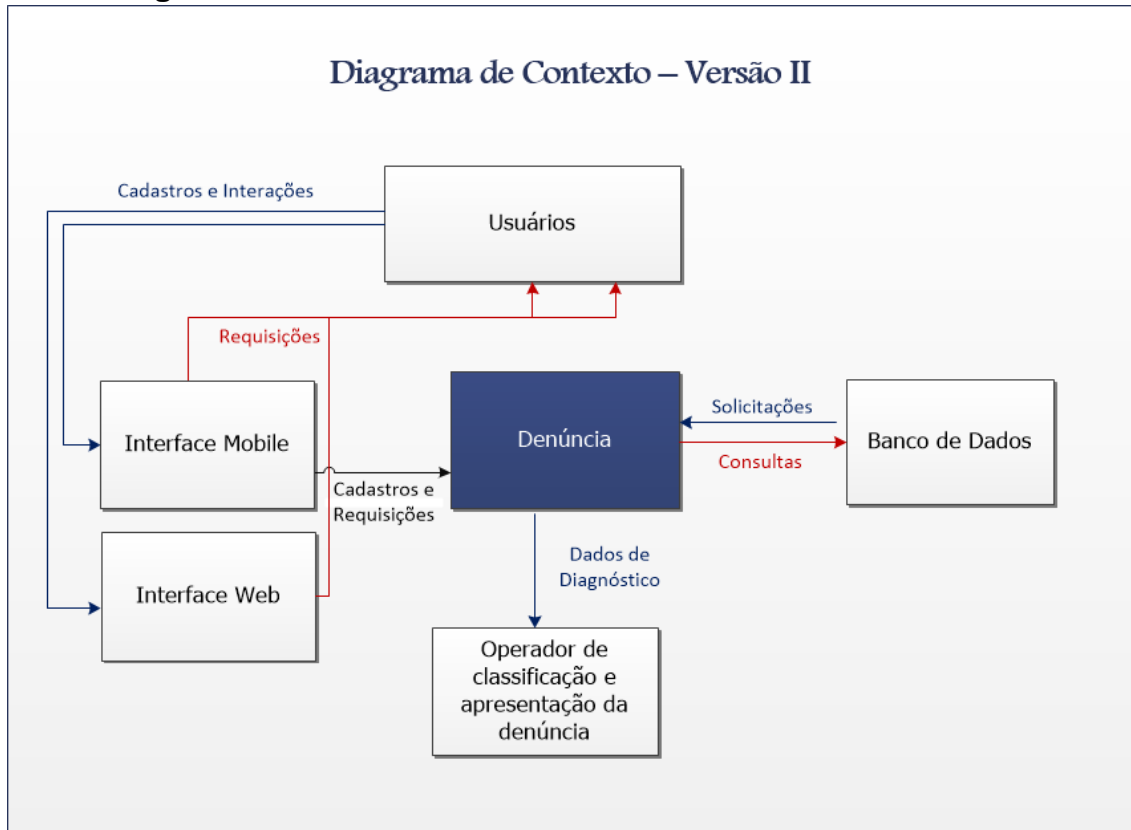 Diagrama de Contexto – Versão II
Cadastros e Interações
Usuários
Requisições
Interface Mobile
Denúncia
Solicitações
Consultas
Banco de Dados
Cadastros e
Requisições
Interface Web
Dados de
Diagnóstico
Operador de
classificação e
apresentação da
denúncia